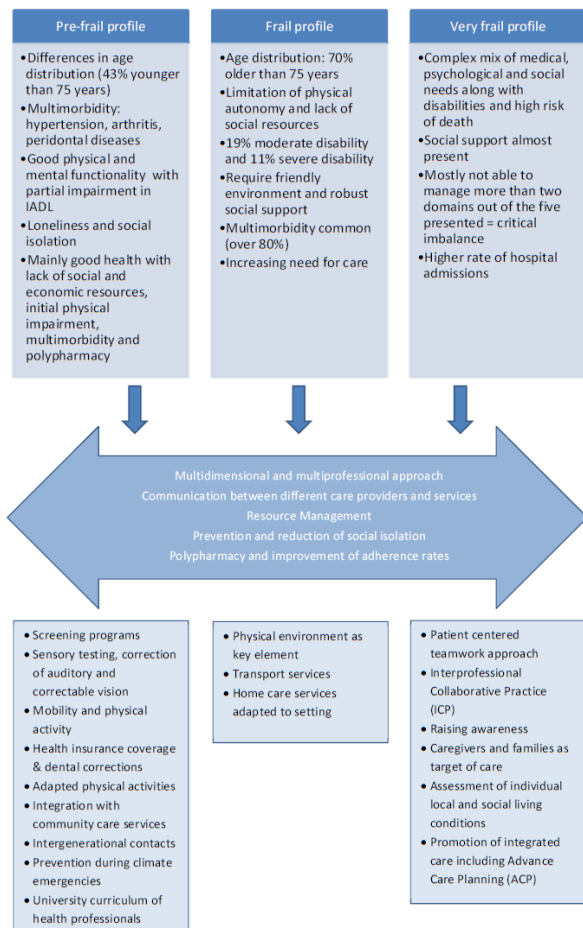 Pre-frail profile
•Differences in age
distribution (43% younger
than 75 years)
•Multimorbidity:
hypertension, arthritis,
peridontal diseases
•Good physical and
mental functionality with
partial impairment in
IADL
•Loneliness and social
isolation
•Mainly good health with
lack of social and
economic resources,
initial physical
impairment,
multimorbidity and
polypharmacy
Frail profile
•Age distribution: 70%
older than 75 years
•Limitation of physical
autonomy and lack of
social resources
•19% moderate disability
and 11% severe disability
•Require friendly
environment and robust
social support
•Multimorbidity common
(over 80%)
•Increasing need for care
Very frail profile
•Complex mix of medical,
psychological and social
needs along with
disabilities and high risk
of death
•Social support almost
present
•Mostly not able to
manage more than two
domains out of the five
presented = critical
imbalance
•Higher rate of hospital
admissions
Multidimensional and multiprofessional approach
Communication between different care providers and services
Resource Management
Prevention and reduction of social isolation
Polypharmacy and improvement of adherence rates
• Screening programs
• Sensory testing, correction
of auditory and
correctable vision
• Mobility and physical
activity
• Health insurance coverage
& dental corrections
• Adapted physical activities
• Integration with
community care services
• Intergenerational contacts
• Prevention during climate
emergencies
• University curriculum of
health professionals
• Physical environment as
key element
• Transport services
• Home care services
adapted to setting
• Patient centered
teamwork approach
• Interprofessional
Collaborative Practice
(ICP)
• Raising awareness
• Caregivers and families as
target of care
• Assessment of individual
local and social living
conditions
• Promotion of integrated
care including Advance
Care Planning (ACP)